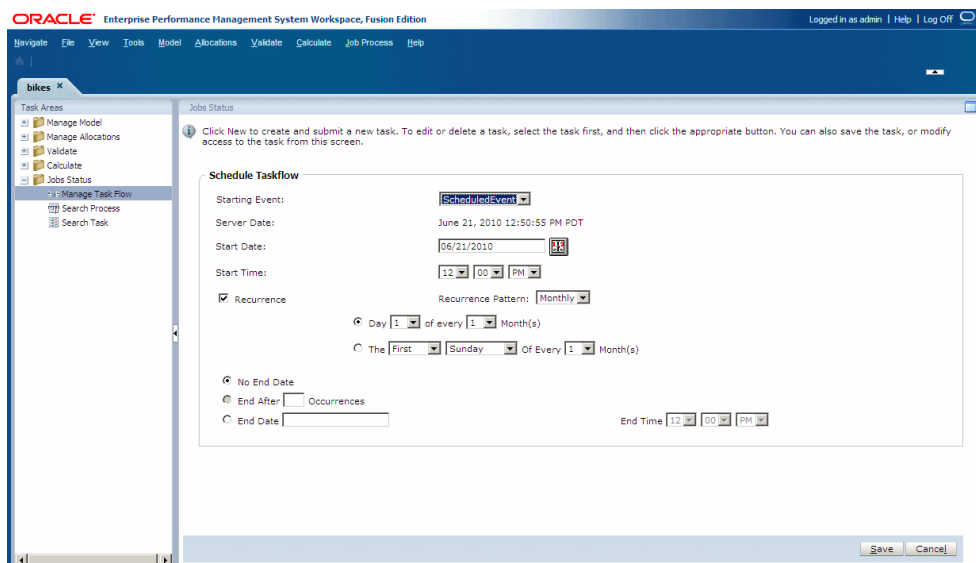 ORACLE Enterprise Performance Management System Workspace, Fusion Edition
Logged in as admin | Help | Log Off
Navigate File View Tools Model Allocations Validate Calculate Job Process Help
bikes
Task Areas
Manage Model
Manage Allocations
Validate
Calculate
Jobs Status
Manage Task Flow
Search Process
Search Task
Jobs Status
Click New to create and submit a new task. To edit or delete a task, select the task first, and then click the appropriate button. You can also save the task, or modify
access to the task from this screen.
Schedule Taskflow
Starting Event: ScheduledEvent
Server Date: June 21, 2010 12:50:55 PM PDT
Start Date: 06/21/2010
Start Time: 12 00 PM
Recurrence Recurrence Pattern: Monthly
Day 1 of every 1 Month(s)
The First Sunday Of Every 1 Month(s)
No End Date
End After Occurrences
End Date End Time 12 00 PM
Save Cancel